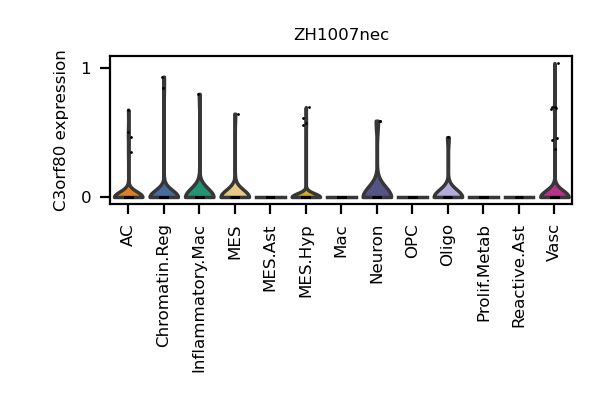 ZH1007nec
C3orf80 expression
1
0
AC
Chromatin.Reg
Inflammatory.Mac
MES
MES.Ast
MES.Hyp
Mac
Neuron
OPC
Oligo
Prolif.Metab
Reactive.Ast
Vasc